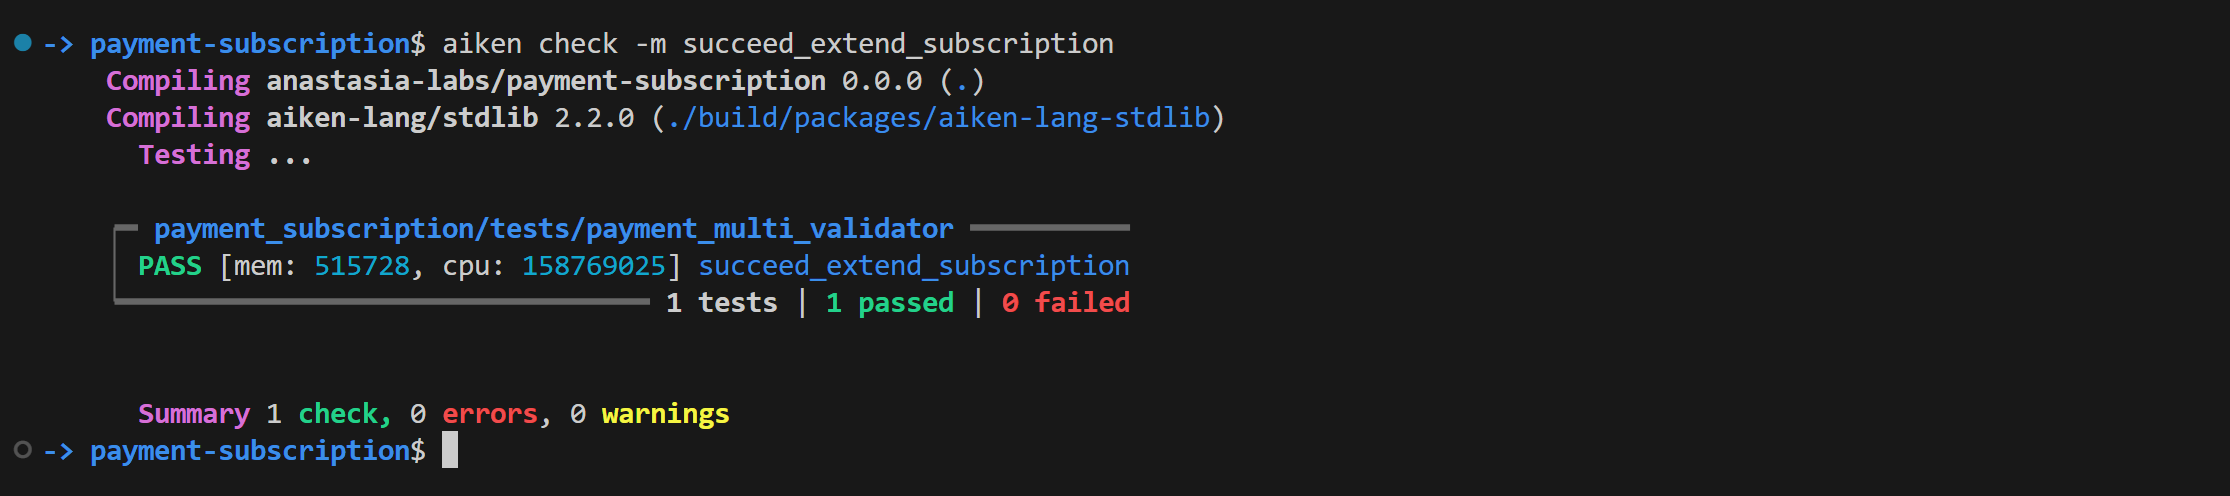 -> payment-subscription$ aiken check -m succeed_extend_subscription
Compiling anastasia-labs/payment-subscription 0.0.0 (.)
Compiling aiken-lang/stdlib 2.2.0 (./build/packages/aiken-lang-stdlib)
Testing ...
payment_subscription/tests/payment_multi_validator
PASS [mem: 515728, cpu: 158769025] succeed_extend_subscription
1 tests | 1 passed | 0 failed
Summary 1 check, 0 errors, 0 warnings
-> payment-subscription$